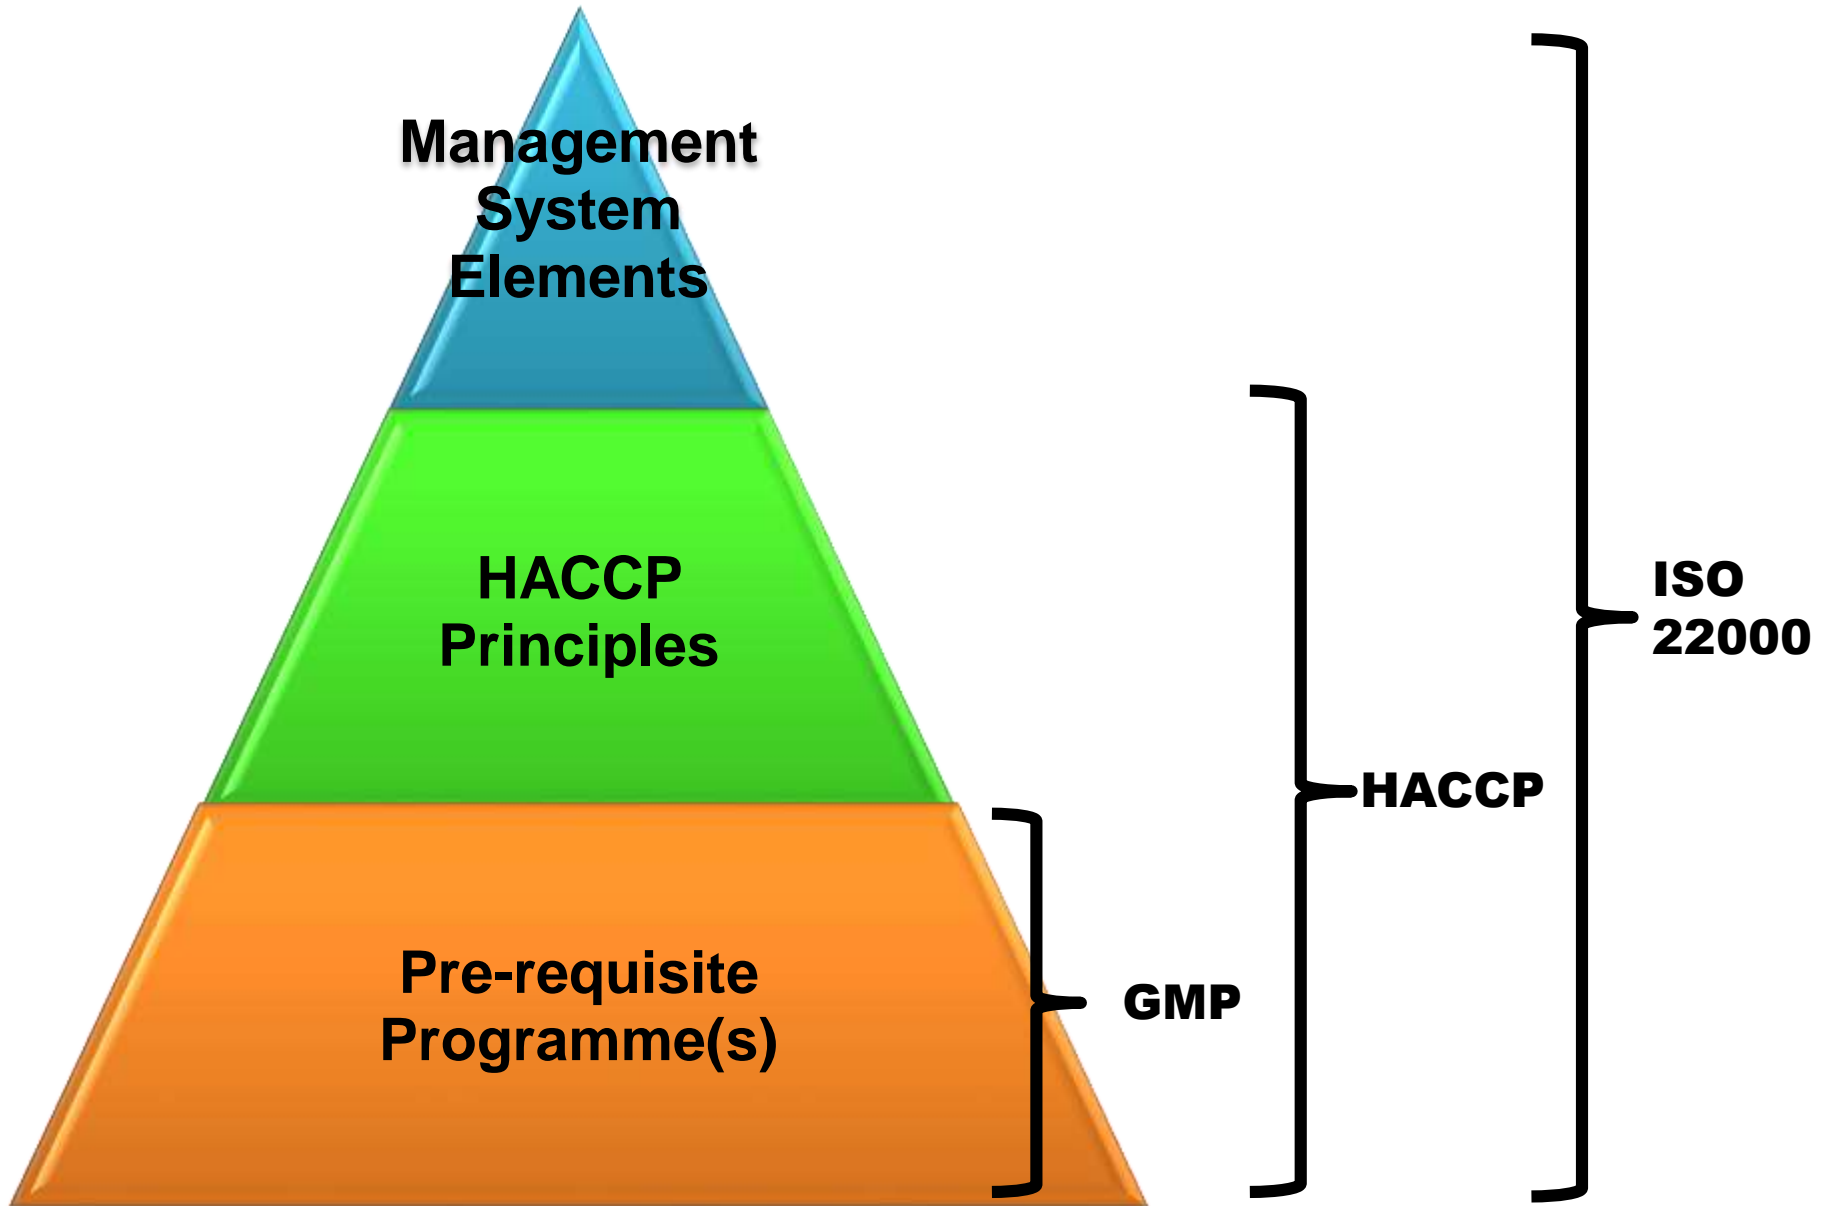 Management
System
Elements
HACCP
Principles
Pre-requisite
Programme(s)
GMP
HACCP
ISO
22000